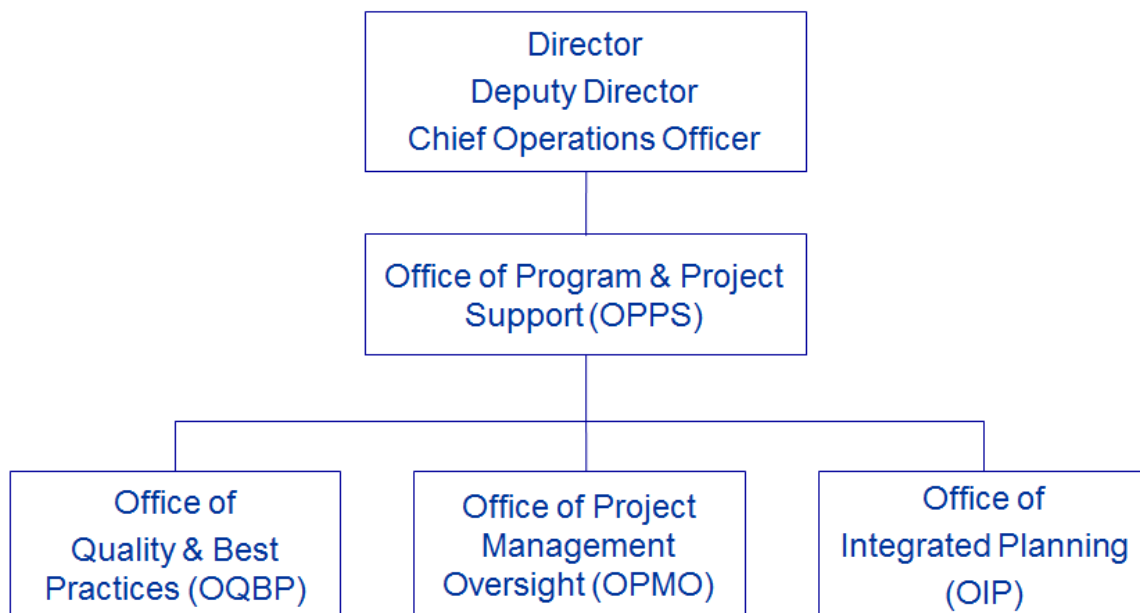 Director
Deputy Director
Chief Operations Officer
Office of Program & Project
Support (OPPS)
Office of
Quality & Best
Practices (OQBP)
Office of Project
Management
Oversight (OPMO)
Office of
Integrated Planning
(OIP)